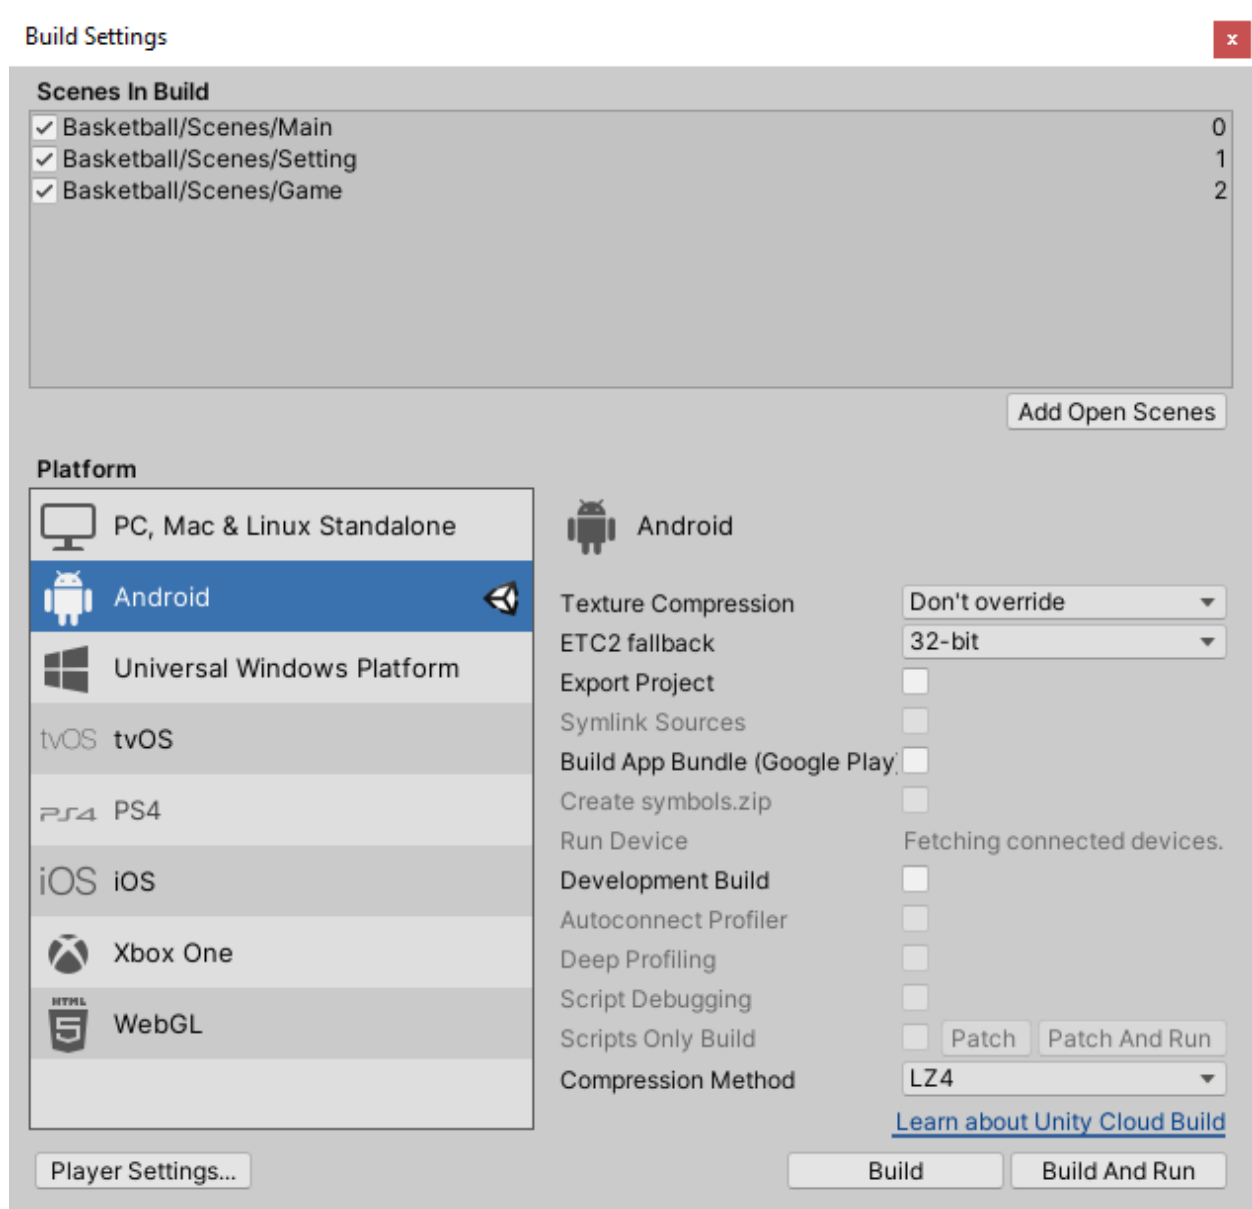 Build Settings
x
Scenes In Build
Basketball/Scenes/Main 0
Basketball/Scenes/Setting 1
Basketball/Scenes/Game 2
Add Open Scenes
Platform
PC, Mac & Linux Standalone
Android
Universal Windows Platform
tvOS tvOS
PS4 PS4
iOS iOS
Xbox One
HTML 5 WebGL
Android
Texture Compression Don't override
ETC2 fallback 32-bit
Export Project
Symlink Sources
Build App Bundle (Google Play)
Create symbols.zip
Run Device Fetching connected devices.
Development Build
Autoconnect Profiler
Deep Profiling
Script Debugging
Scripts Only Build Patch Patch And Run
Compression Method LZ4
Learn about Unity Cloud Build
Player Settings... Build Build And Run